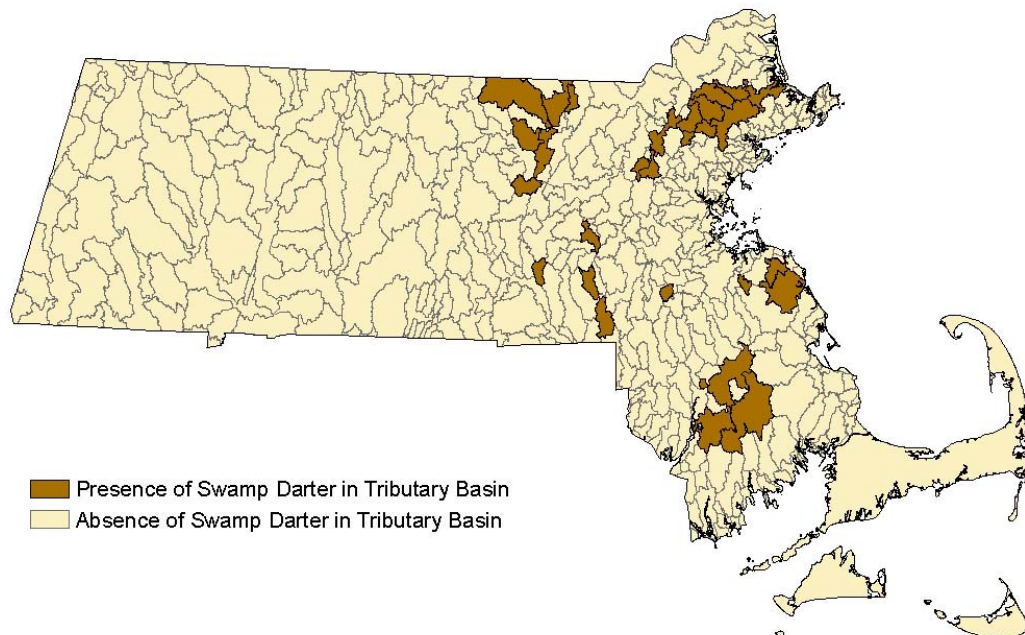 Presence of Swamp Darter in Tributary Basin
Absence of Swamp Darter in Tributary Basin